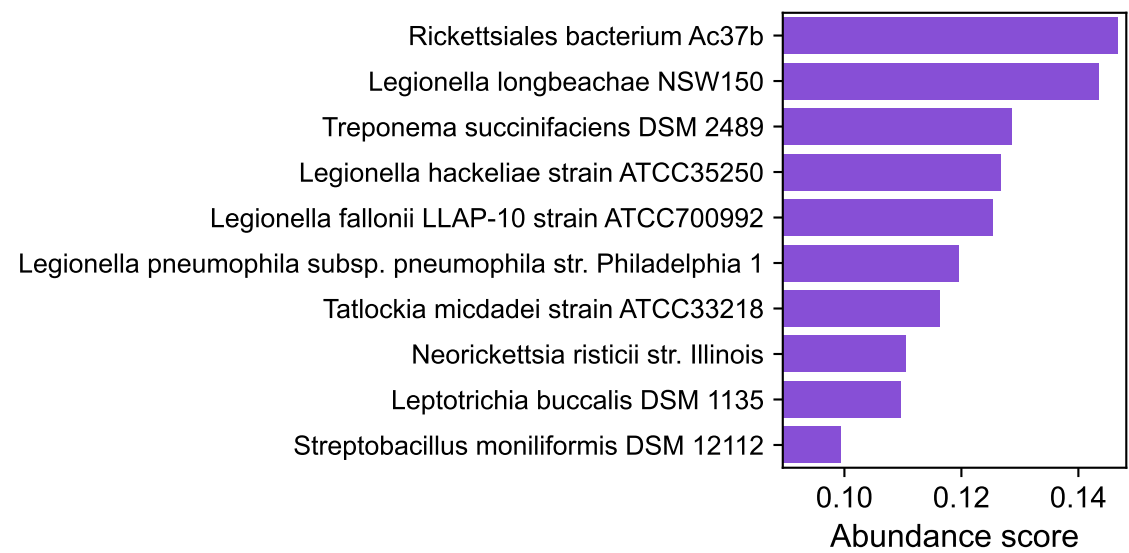 Rickettsiales bacterium Ac37b
Legionella longbeachae NSW150
Treponema succinifaciens DSM 2489
Legionella hackeliae strain ATCC35250
Legionella fallonii LLAP-10 strain ATCC700992
Legionella pneumophila subsp. pneumophila str. Philadelphia 1
Tatlockia micdadei strain ATCC33218
Neorickettsia risticii str. Illinois
Leptotrichia buccalis DSM 1135
Streptobacillus moniliformis DSM 12112
0.10 0.12 0.14
Abundance score